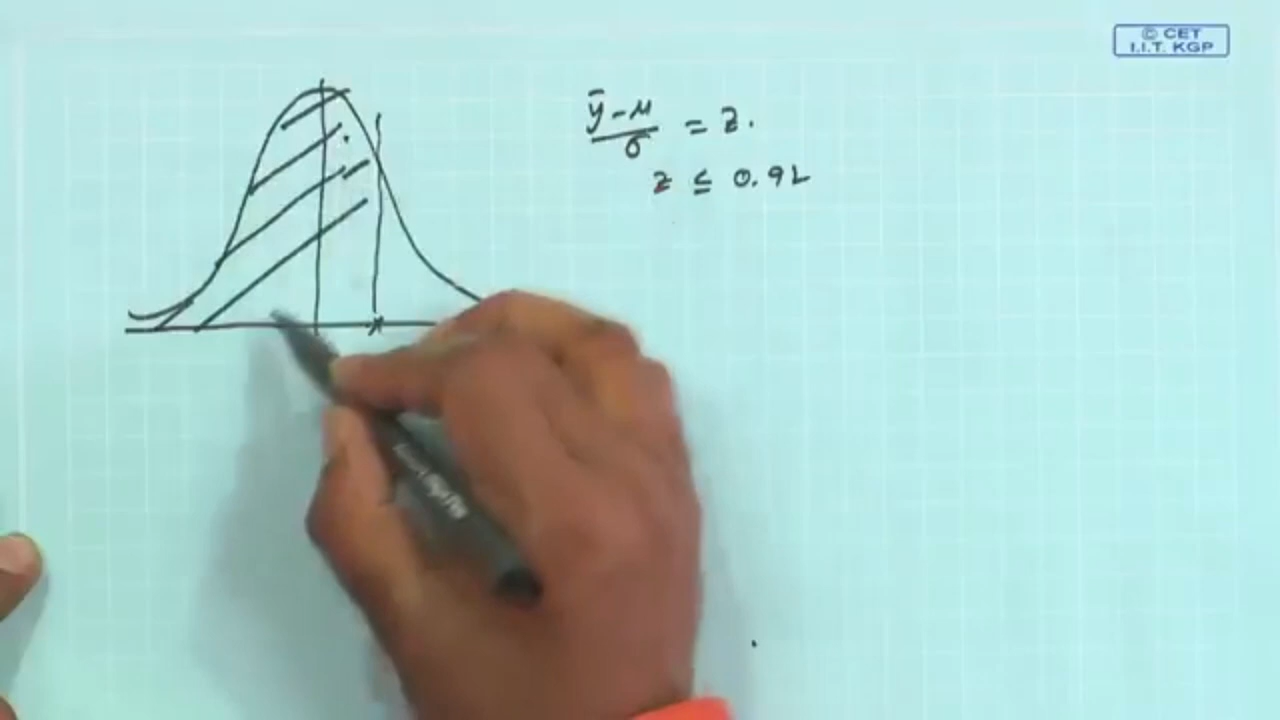 © CET
I.I.T. KGP
ȳ-μ
σ
= z.
z ≤ 0.92